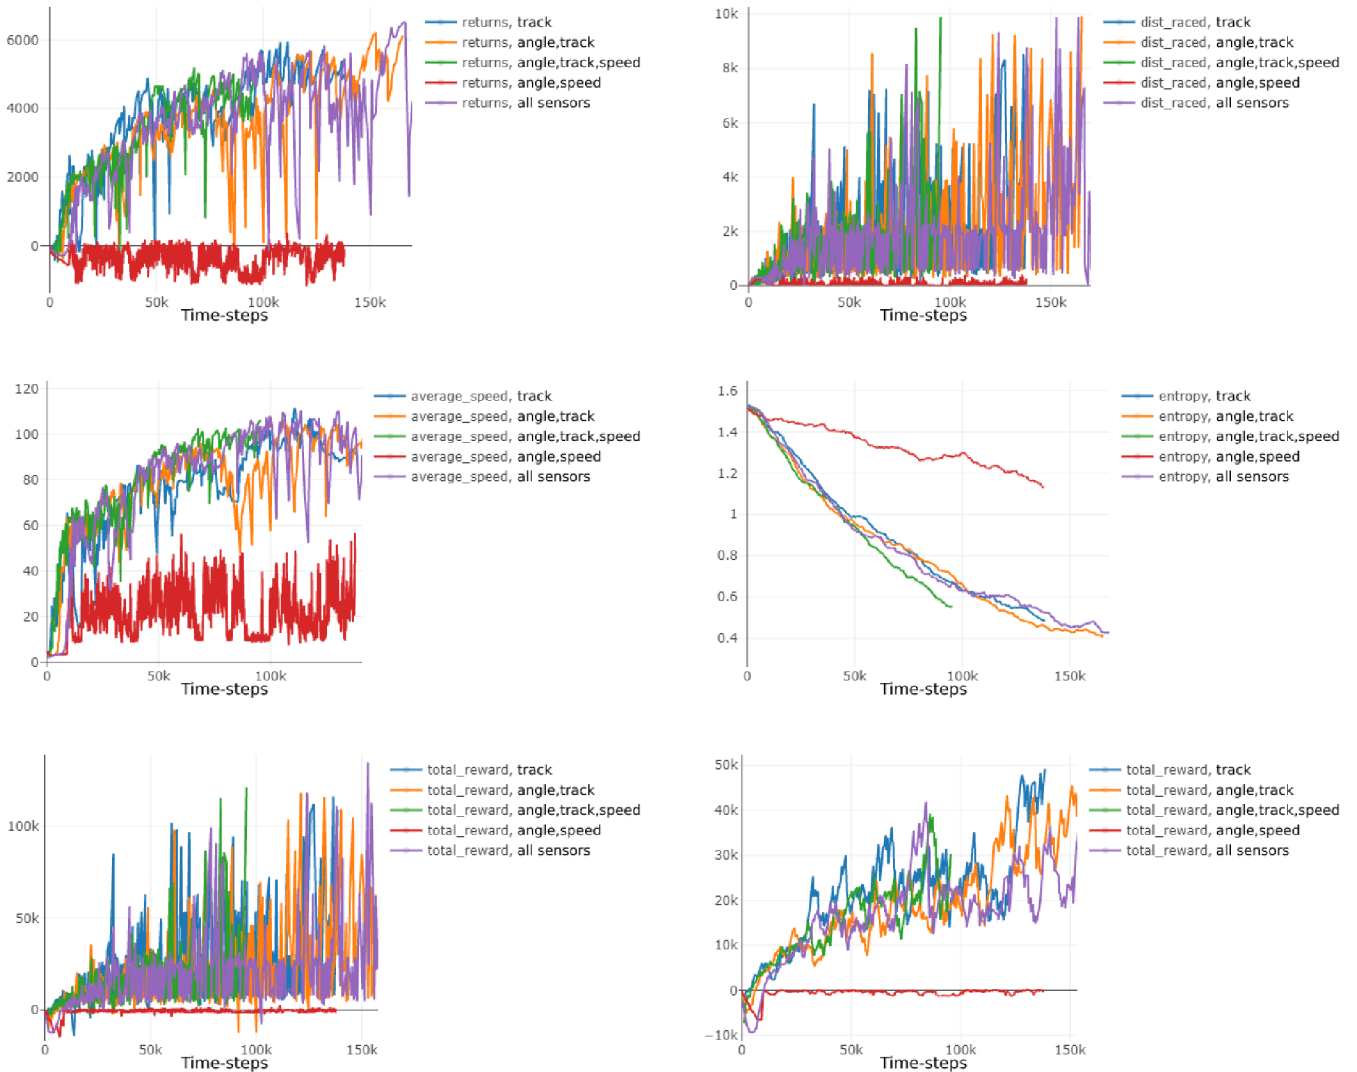 6000
4000
2000
0
0
50k
100k
150k
Time-steps
returns, track
returns, angle,track
returns, angle,track,speed
returns, angle,speed
returns, all sensors
10k
8k
6k
4k
2k
0
0
50k
100k
150k
Time-steps
dist_raced, track
dist_raced, angle,track
dist_raced, angle,track,speed
dist_raced, angle,speed
dist_raced, all sensors
120
100
80
60
40
20
0
0
50k
100k
Time-steps
average_speed, track
average_speed, angle,track
average_speed, angle,track,speed
average_speed, angle,speed
average_speed, all sensors
1.6
1.4
1.2
1
0.8
0.6
0.4
0
50k
100k
150k
Time-steps
entropy, track
entropy, angle,track
entropy, angle,track,speed
entropy, angle,speed
entropy, all sensors
100k
50k
0
0
50k
100k
150k
Time-steps
total_reward, track
total_reward, angle,track
total_reward, angle,track,speed
total_reward, angle,speed
total_reward, all sensors
50k
40k
30k
20k
10k
0
−10k
0
50k
100k
150k
Time-steps
total_reward, track
total_reward, angle,track
total_reward, angle,track,speed
total_reward, angle,speed
total_reward, all sensors